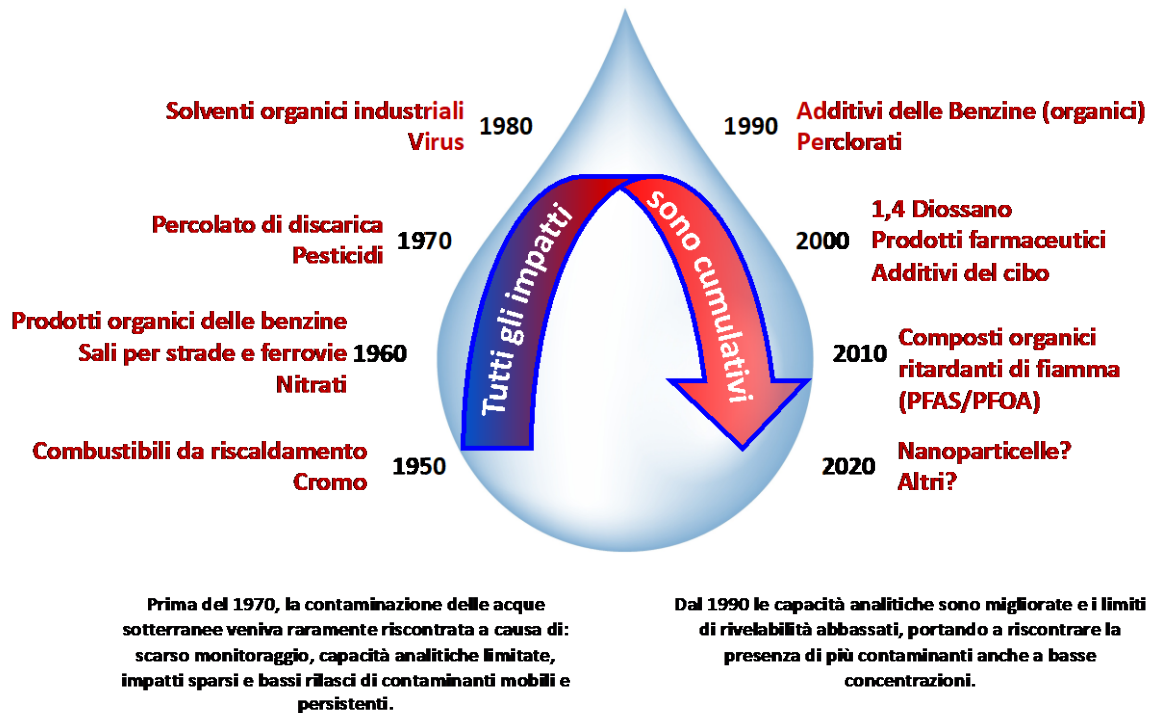 Solventi organici industriali
Virus
1980
1990
Additivi delle Benzine (organici)
Perclorati
Percolato di discarica
Pesticidi
1970
2000
1,4 Diossano
Prodotti farmaceutici
Additivi del cibo
Prodotti organici delle benzine
Sali per strade e ferrovie
Nitrati
1960
2010
Composti organici
ritardanti di fiamma
(PFAS/PFOA)
Combustibili da riscaldamento
Cromo
1950
2020
Nanoparticelle?
Altri?
Tutti gli impatti
sono cumulativi
Prima del 1970, la contaminazione delle acque
sotterranee veniva raramente riscontrata a causa di:
scarso monitoraggio, capacità analitiche limitate,
impatti sparsi e bassi rilasci di contaminanti mobili e
persistenti.
Dal 1990 le capacità analitiche sono migliorate e i limiti
di rivelabilità abbassati, portando a riscontrare la
presenza di più contaminanti anche a basse
concentrazioni.